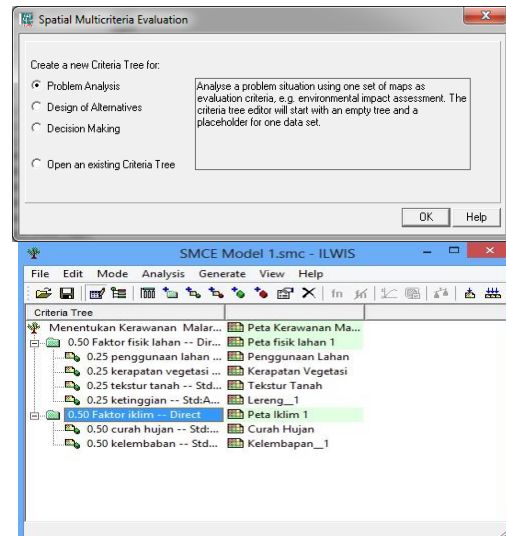 Spatial Multicriteria Evaluation
Create a new Criteria Tree for:
Problem Analysis
Design of Alternatives
Decision Making
Open an existing Criteria Tree
Analyse a problem situation using one set of maps as
evaluation criteria, e.g. environmental impact assessment. The
criteria tree editor will start with an empty tree and a
placeholder for one data set.
OK Help
SMCE Model 1.smc - ILWIS
File Edit Mode Analysis Generate View Help
Criteria Tree
Menentukan Kerawanan Malar... Peta Kerawanan Ma...
0.50 Faktor fisik lahan -- Dir... Peta fisik lahan 1
0.25 penggunaan lahan ... Penggunaan Lahan
0.25 kerapatan vegetasi ... Kerapatan Vegetasi
0.25 tekstur tanah -- Std... Tekstur Tanah
0.25 ketinggian -- Std:A... Lereng__1
0.50 Faktor iklim -- Direct Peta Iklim 1
0.50 curah hujan -- Std:... Curah Hujan
0.50 kelembaban -- Std... Kelembapan__1